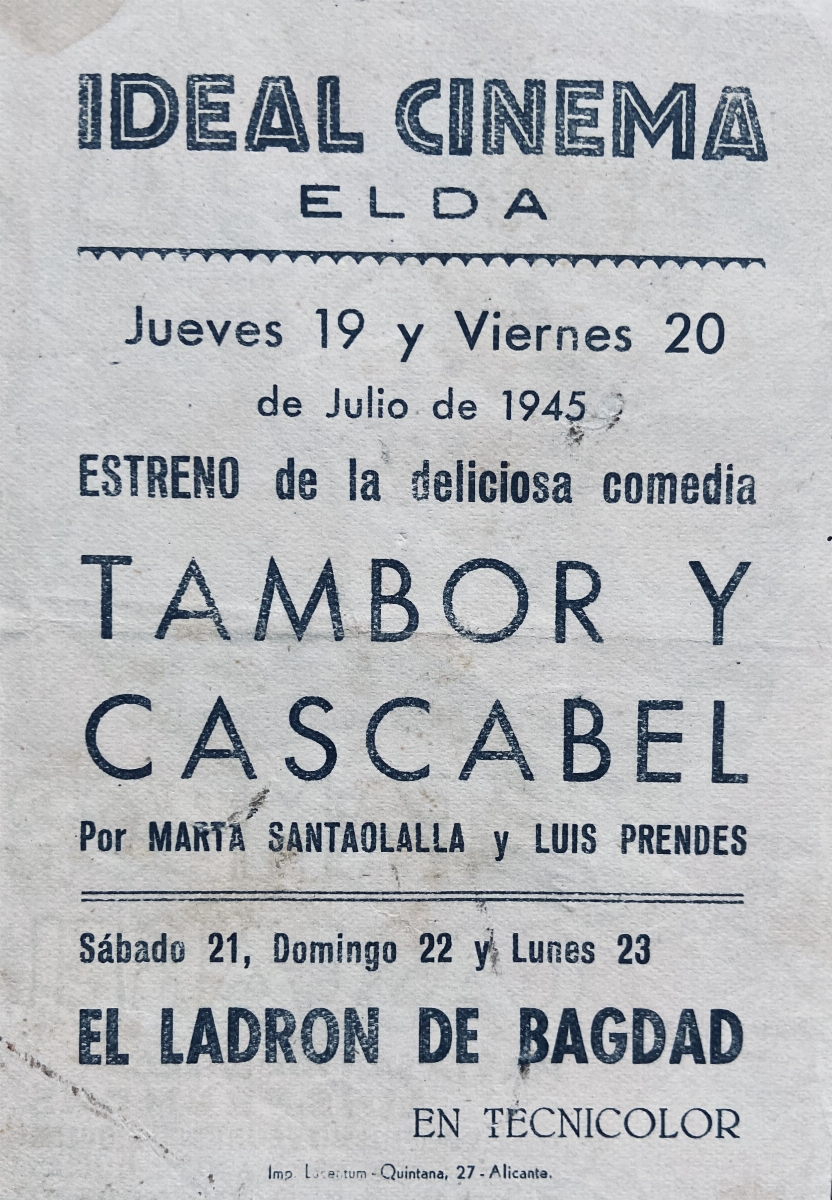 IDEAL CINEMA
ELDA
Jueves 19 y Viernes 20
de Julio de 1945
ESTRENO de la deliciosa comedia
TAMBOR Y
CASCABEL
Por MARTA SANTAOLALLA y LUIS PRENDES
Sábado 21, Domingo 22 y Lunes 23
EL LADRON DE BAGDAD
EN TECNICOLOR
Imp. Lucentum - Quintana, 27 - Alicante.